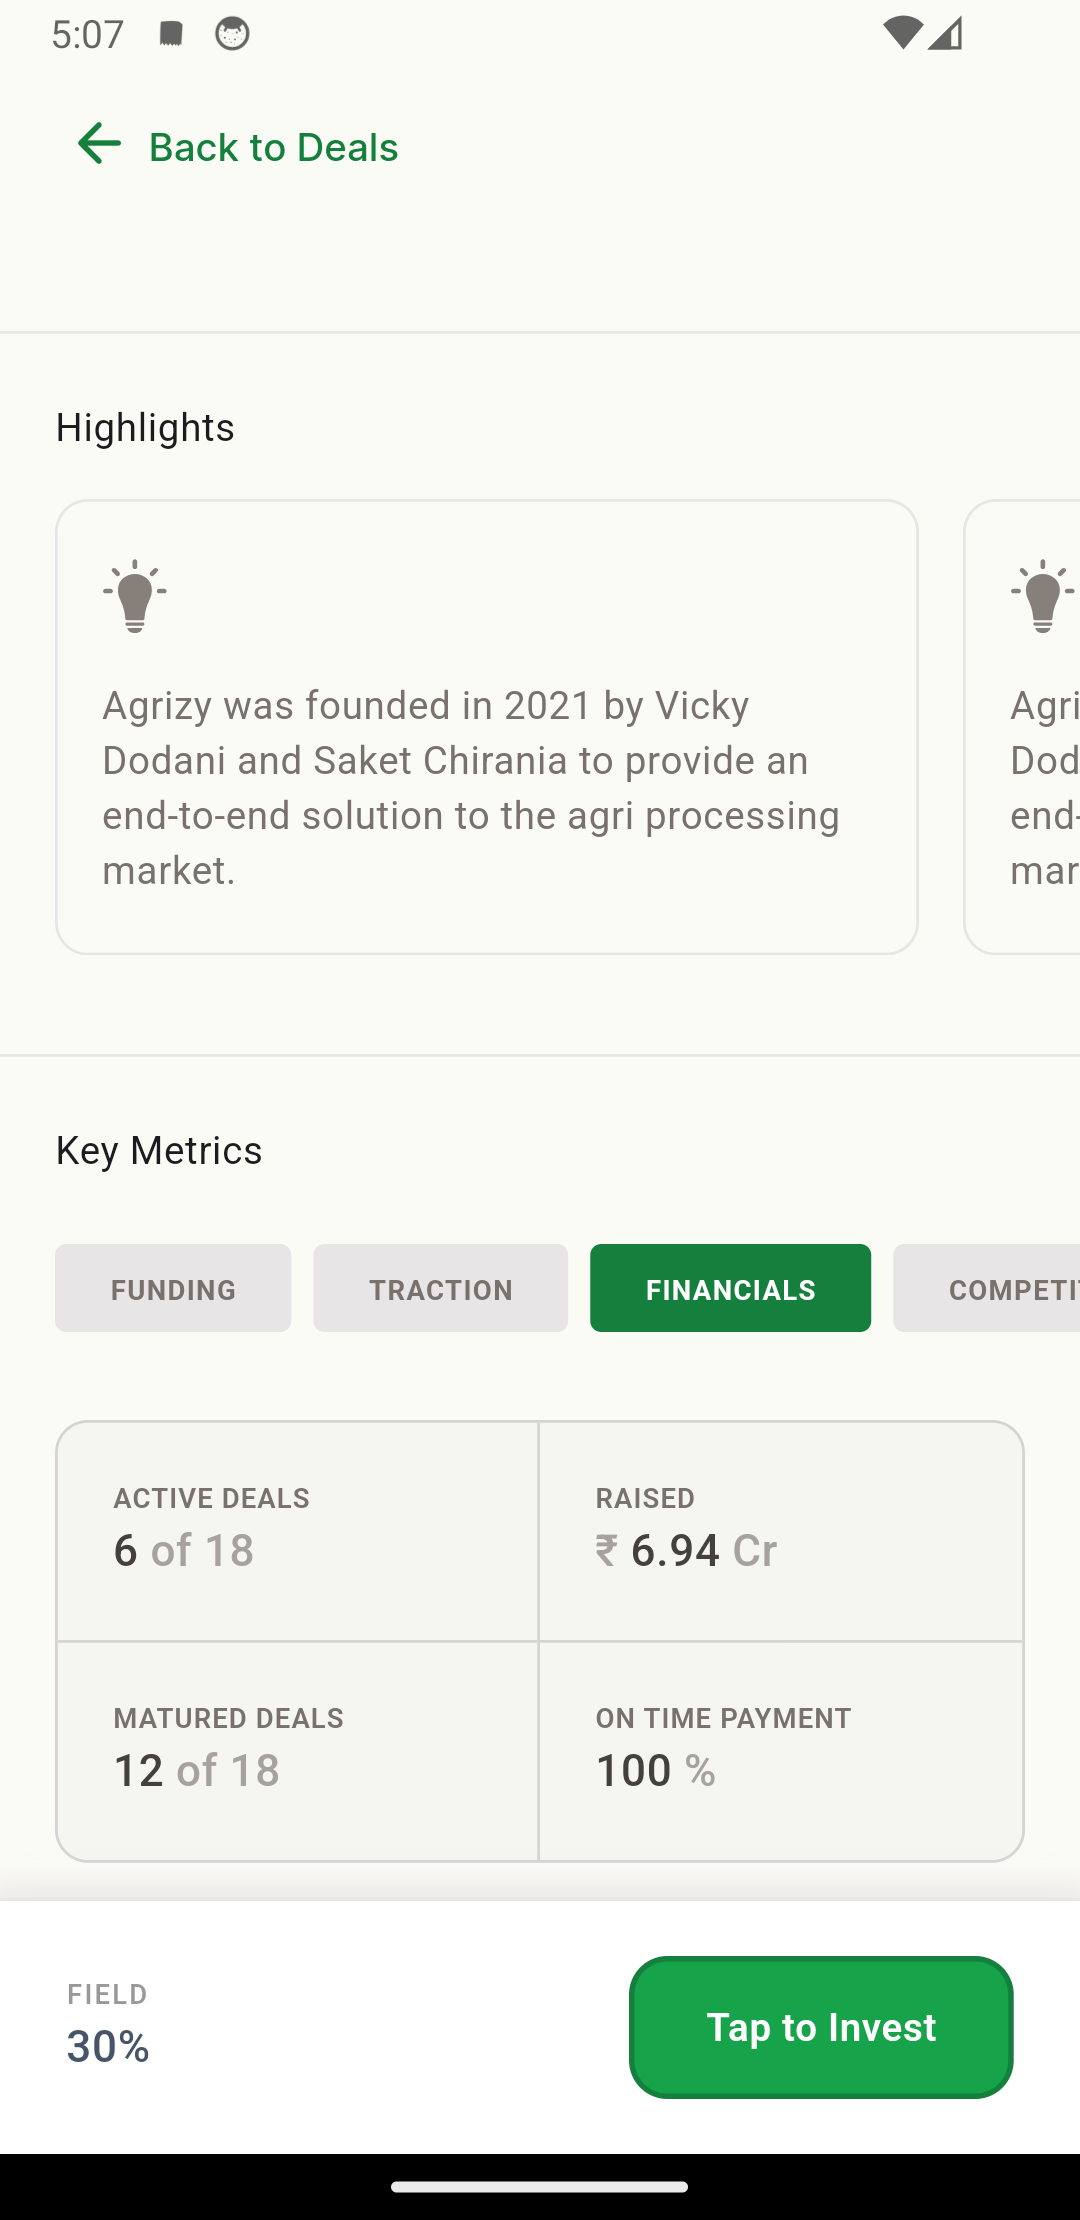 5:07
Back to Deals
Highlights
Agrizy was founded in 2021 by Vicky
Dodani and Saket Chirania to provide an
end-to-end solution to the agri processing
market.
Agri
Dod
end-
mar
Key Metrics
FUNDING TRACTION FINANCIALS COMPETIT
ACTIVE DEALS RAISED
6 of 18 ₹ 6.94 Cr
MATURED DEALS ON TIME PAYMENT
12 of 18 100 %
FIELD
30%
Tap to Invest